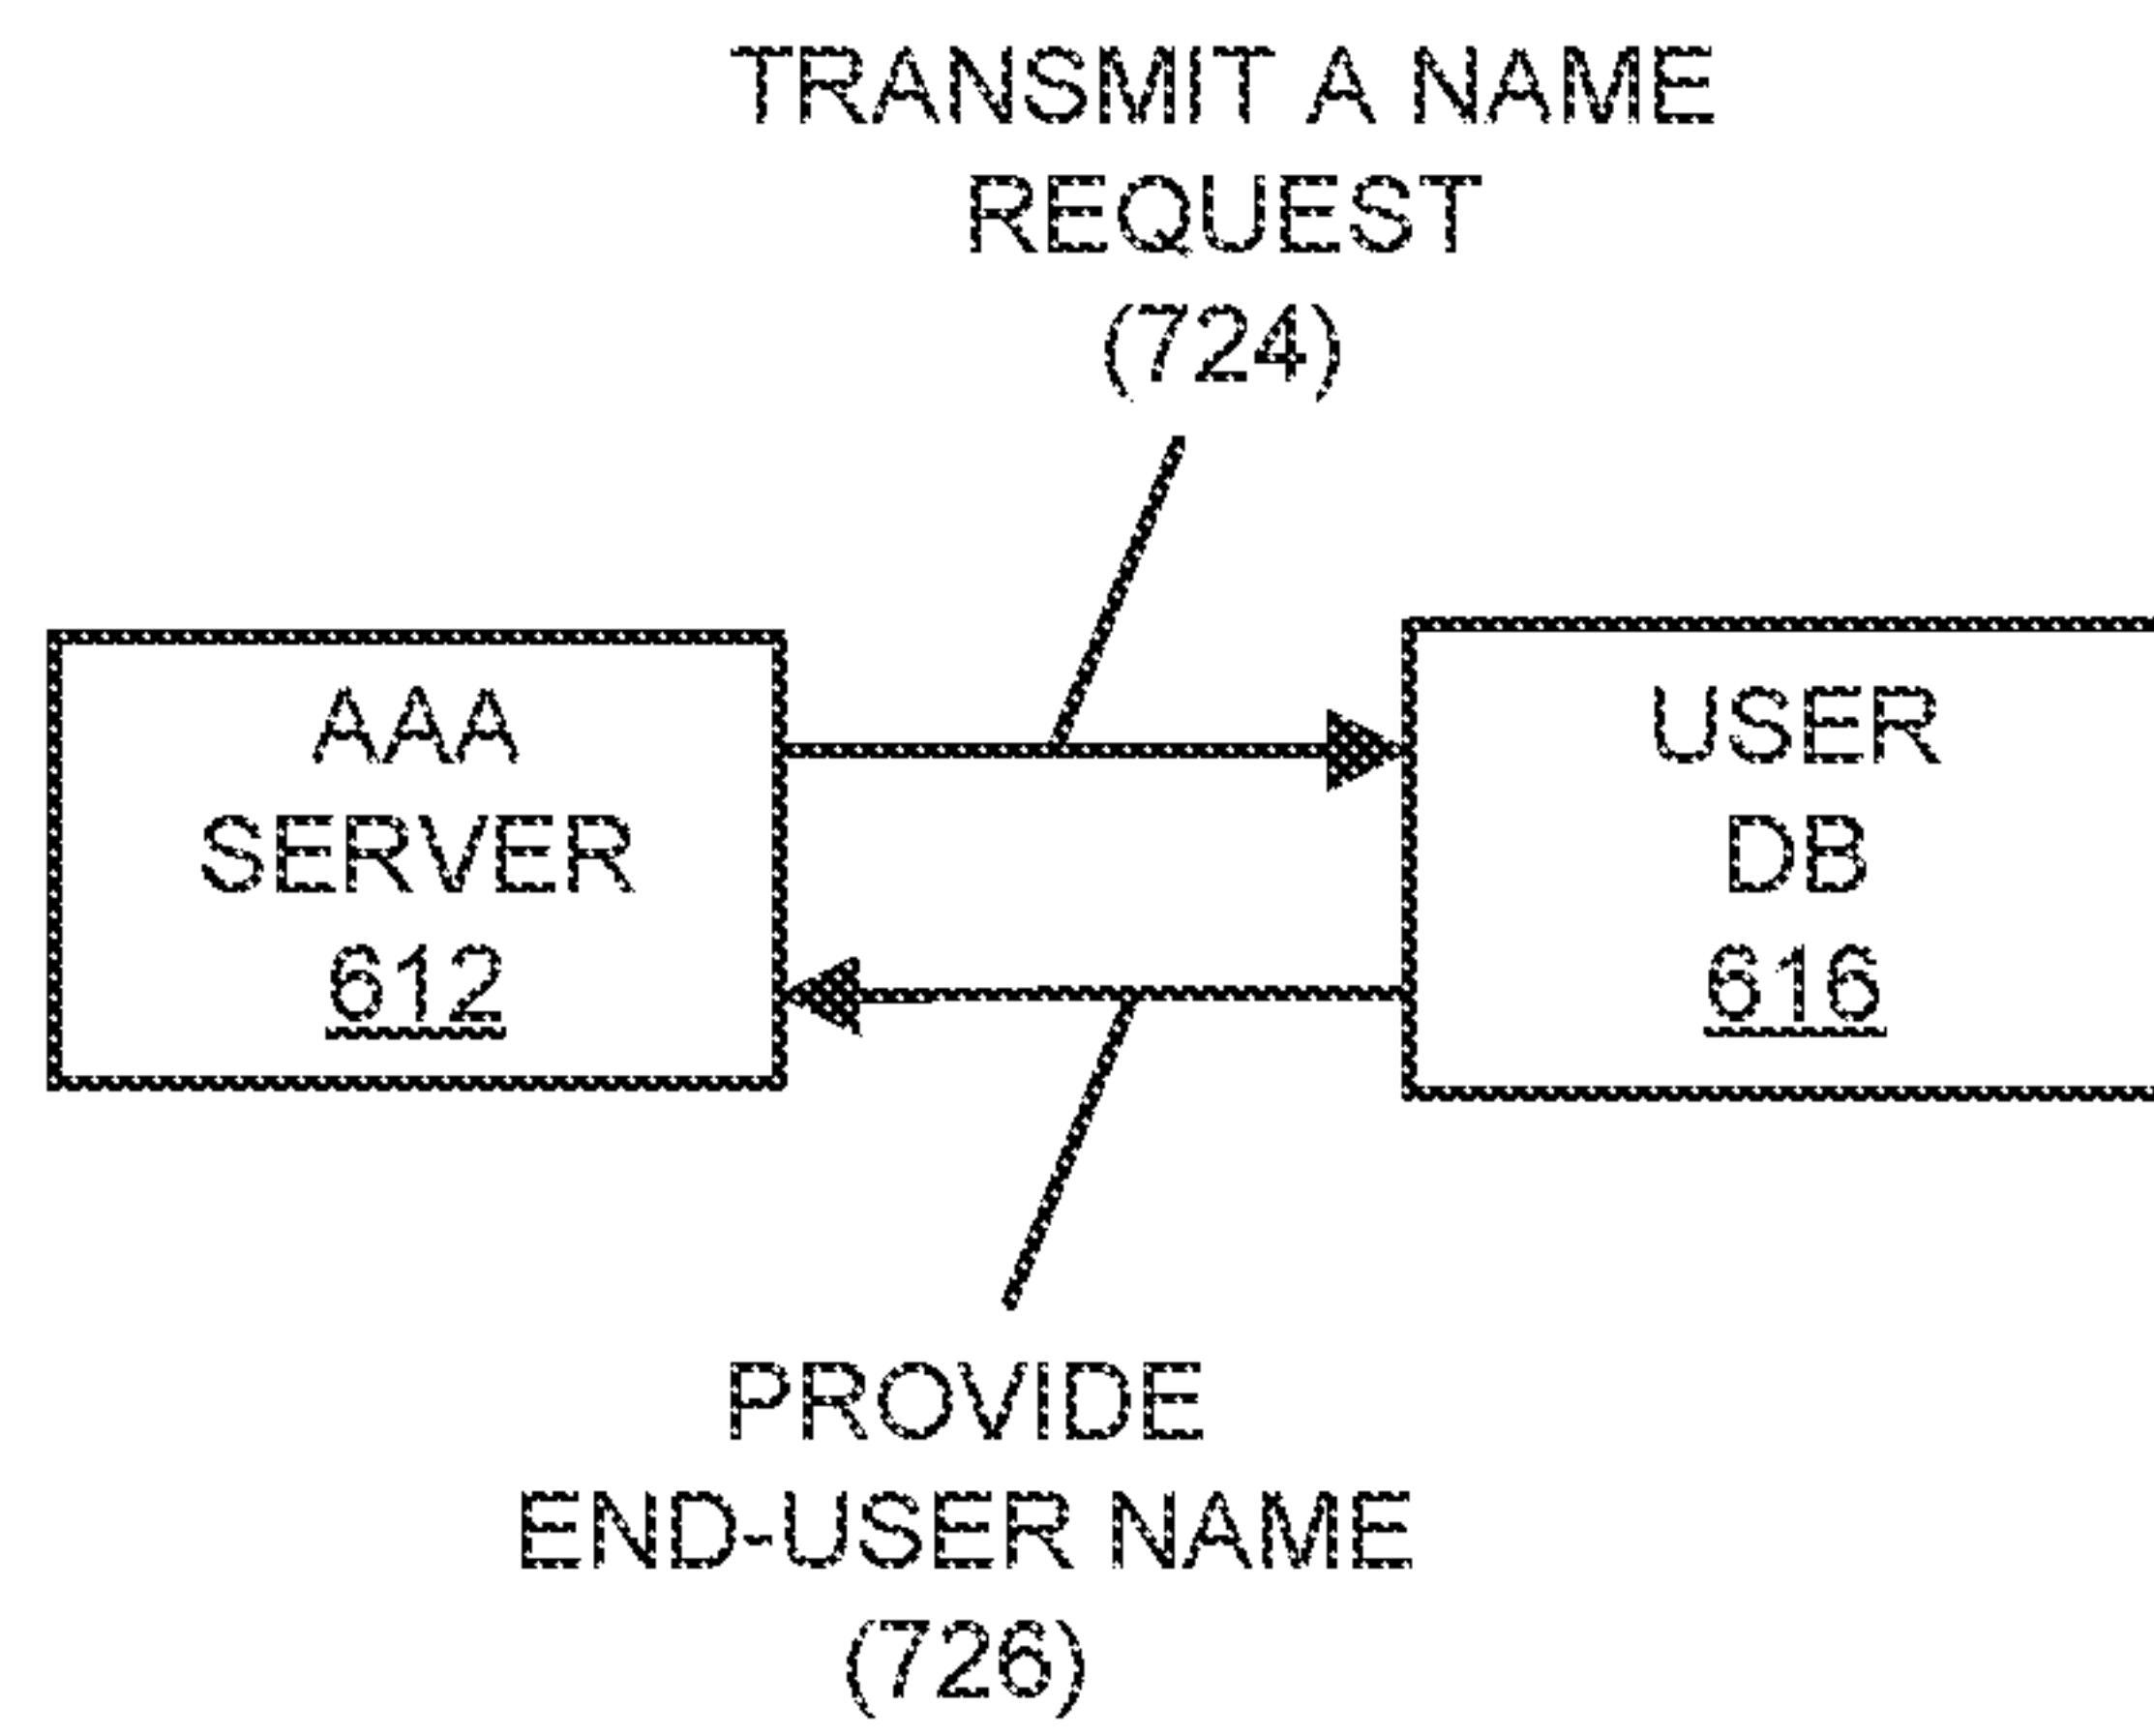 TRANSMIT A NAME
REQUEST
(724)
AAA
SERVER
612
USER
DB
616
PROVIDE
END-USER NAME
(726)